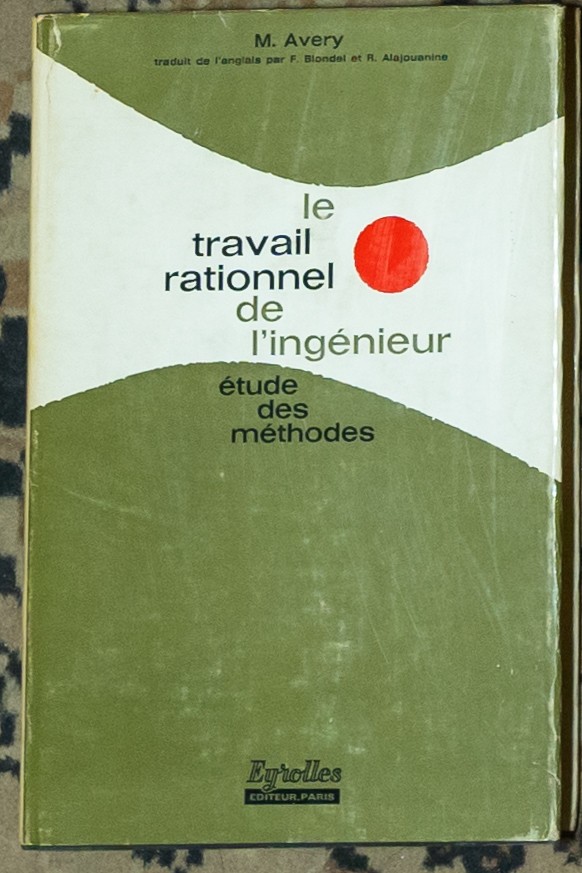 M. Avery
traduit de l'anglais par F. Blondel et R. Alajouanine
le
travail
rationnel
de
l'ingénieur
étude
des
méthodes
Eyrolles
EDITEUR.PARIS